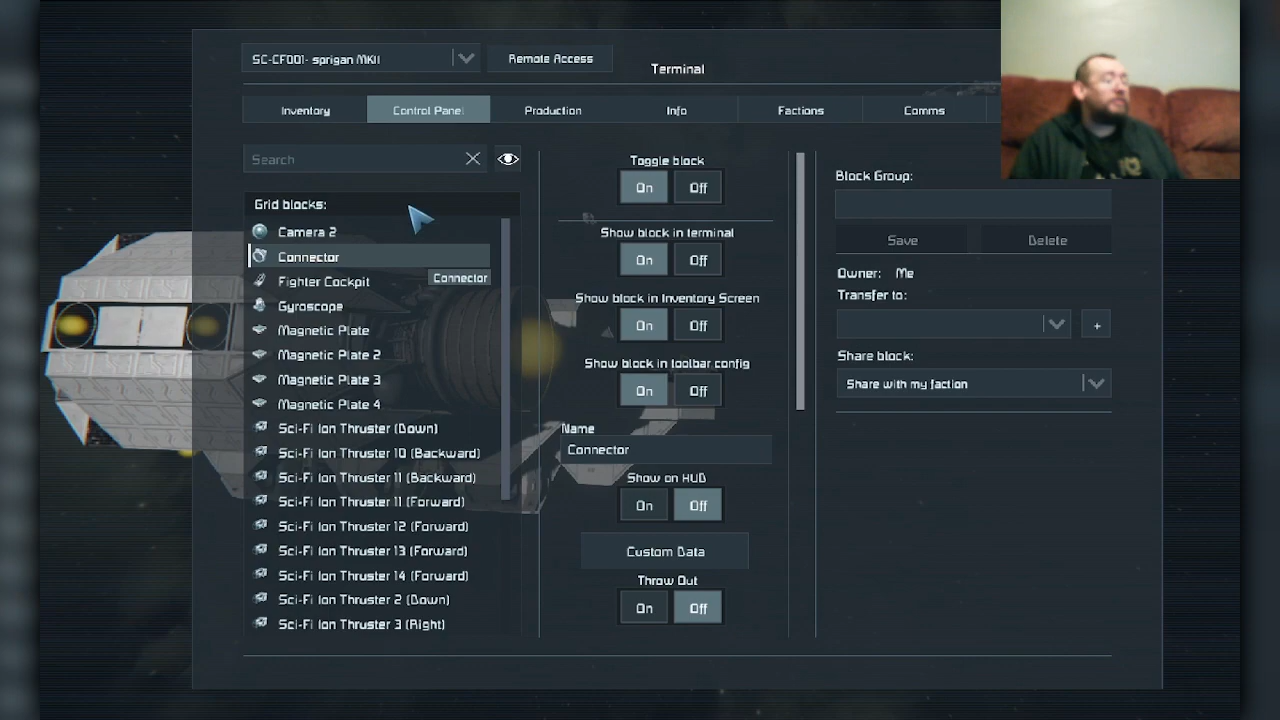 SC-CF001- sprigan MKII
Remote Access
Terminal
Inventory
Control Panel
Production
Info
Factions
Comms
Search
Grid blocks:
Camera 2
Connector
Fighter Cockpit
Connector
Gyroscope
Magnetic Plate
Magnetic Plate 2
Magnetic Plate 3
Magnetic Plate 4
Sci-Fi Ion Thruster (Down)
Sci-Fi Ion Thruster 10 (Backward)
Sci-Fi Ion Thruster 11 (Backward)
Sci-Fi Ion Thruster 11 (Forward)
Sci-Fi Ion Thruster 12 (Forward)
Sci-Fi Ion Thruster 13 (Forward)
Sci-Fi Ion Thruster 14 (Forward)
Sci-Fi Ion Thruster 2 (Down)
Sci-Fi Ion Thruster 3 (Right)
Toggle block
On Off
Show block in terminal
On Off
Show block in Inventory Screen
On Off
Show block in toolbar config
On Off
Name
Connector
Show on HUD
On Off
Custom Data
Throw Out
On Off
Block Group:
Save
Delete
Owner: Me
Transfer to:
+
Share block:
Share with my faction